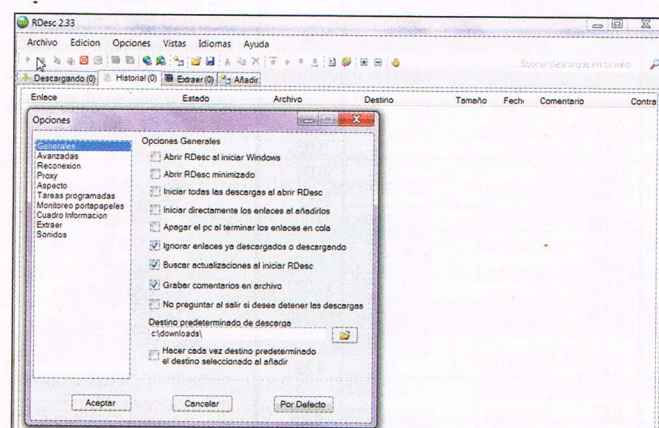 RDesc 2.33
Archivo Edicion Opciones Vistas Idiomas Ayuda
Buscar descargas en la web
Descargando (0) Historial (0) Extraer (0) Añadir
Enlace Estado Archivo Destino Tamaño Fech Comentario Contra
Opciones
Generales
Avanzadas
Reconexion
Proxy
Aspecto
Tareas programadas
Monitoreo portapapeles
Cuadro Informacion
Extraer
Sonidos
Opciones Generales
Abrir RDesc al iniciar Windows
Abrir RDesc minimizado
Iniciar todas las descargas al abrir RDesc
Iniciar directamente los enlaces al añadirlos
Apagar el pc al terminar los enlaces en cola
Ignorar enlaces ya descargados o descargando
Buscar actualizaciones al iniciar RDesc
Grabar comentarios en archivo
No preguntar al salir si desea detener las descargas
Destino predeterminado de descarga
c:\downloads\
Hacer cada vez destino predeterminado
el destino seleccionado al añadir
Aceptar Cancelar Por Defecto